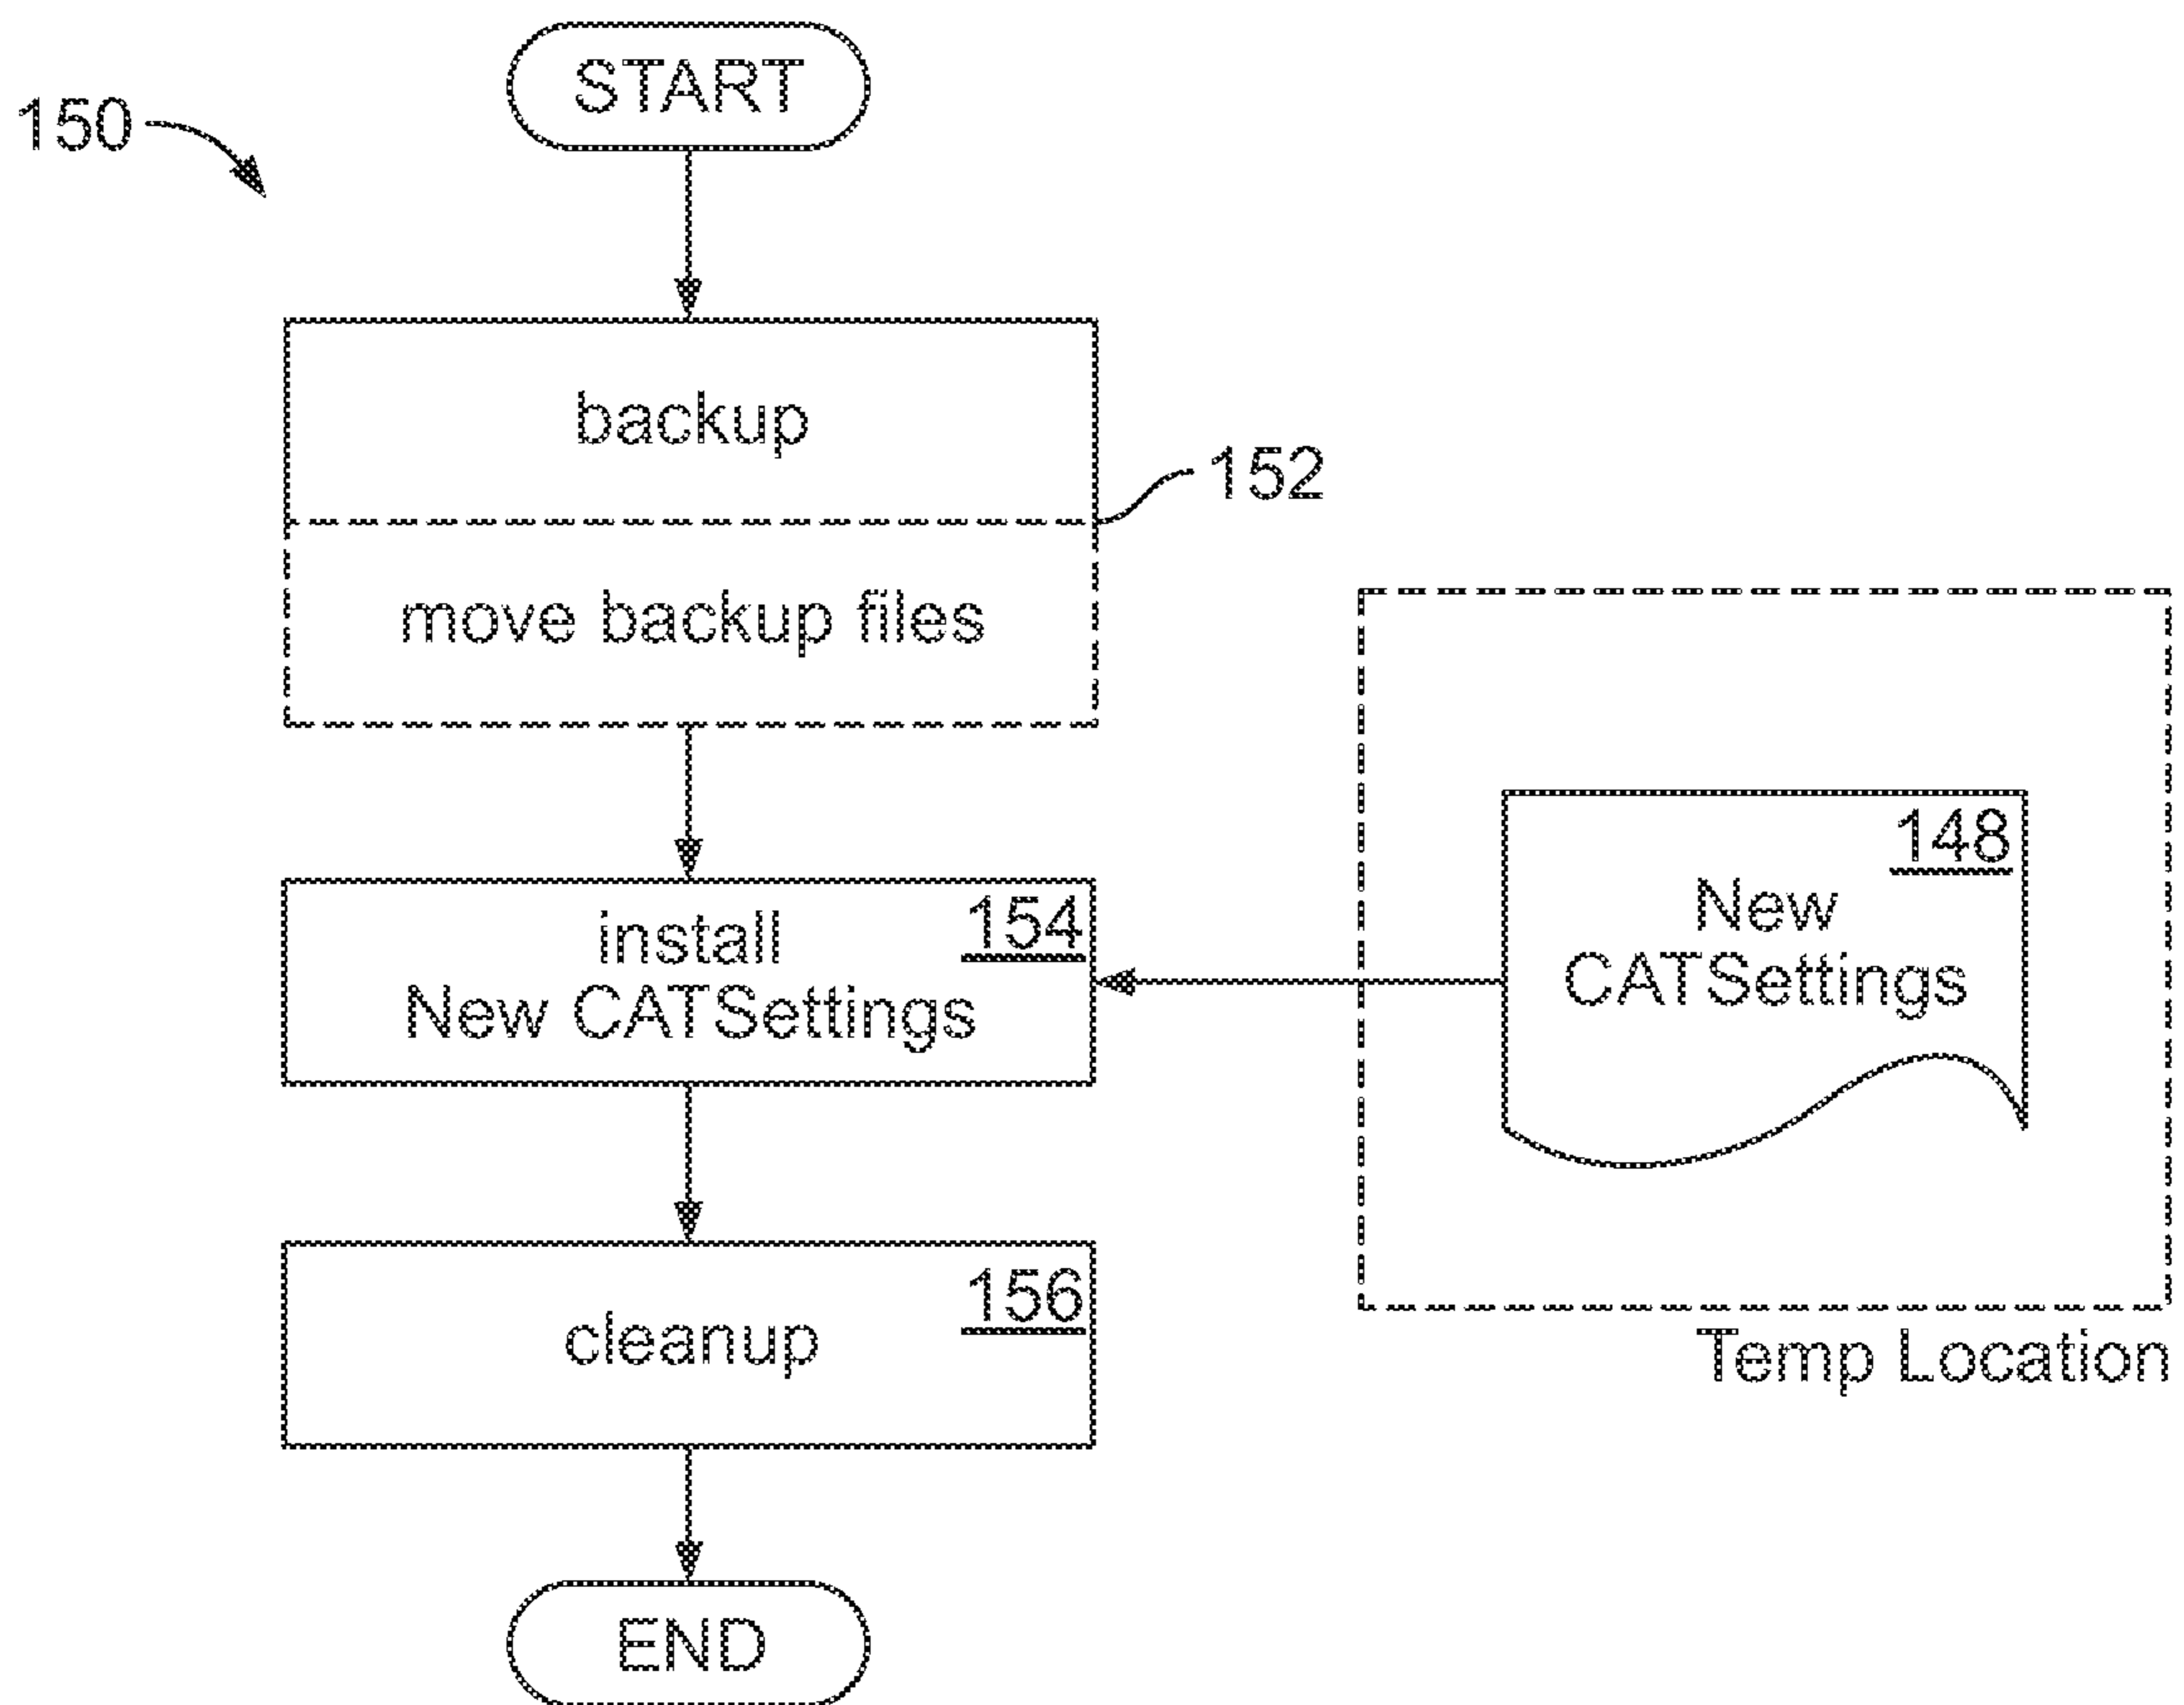 START
150
backup
152
move backup files
148
New
CATSettings
154
install
New CATSettings
156
cleanup
Temp Location
END